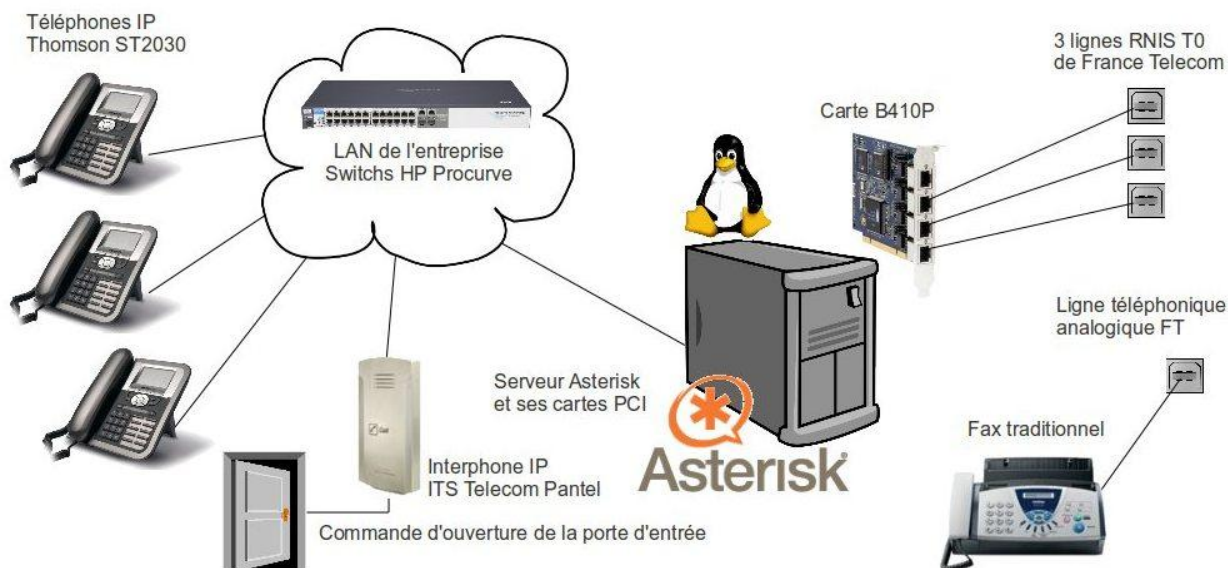 Téléphones IP
Thomson ST2030
3 lignes RNIS T0
de France Telecom
Carte B410P
LAN de l'entreprise
Switchs HP Procurve
Ligne téléphonique
analogique FT
Serveur Asterisk
et ses cartes PCI
Asterisk
Fax traditionnel
Call
Interphone IP
ITS Telecom Pantel
Commande d'ouverture de la porte d'entrée